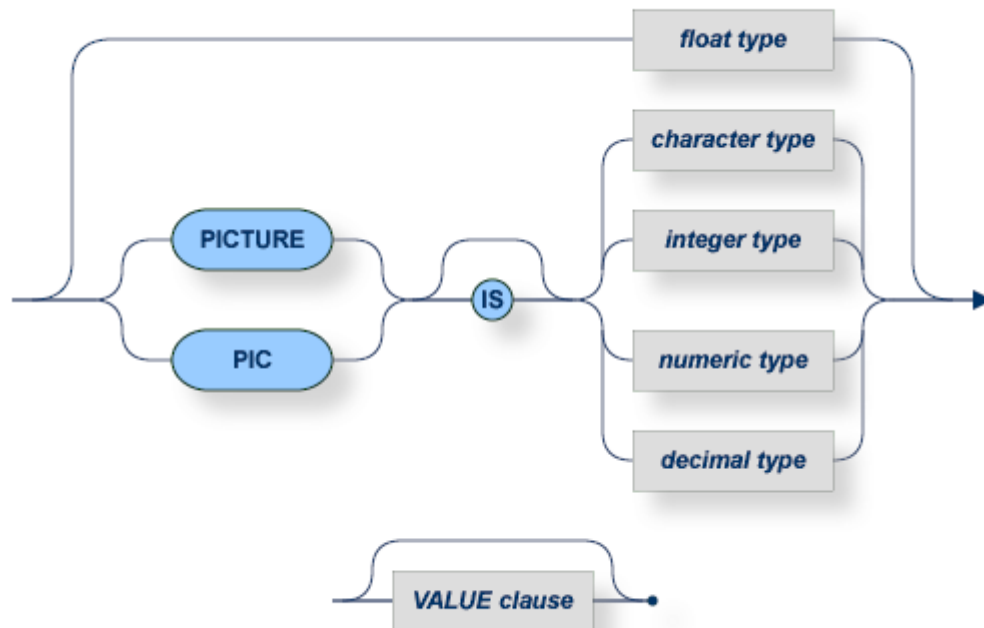 float type
character type
PICTURE
integer type
IS
PIC
numeric type
decimal type
VALUE clause